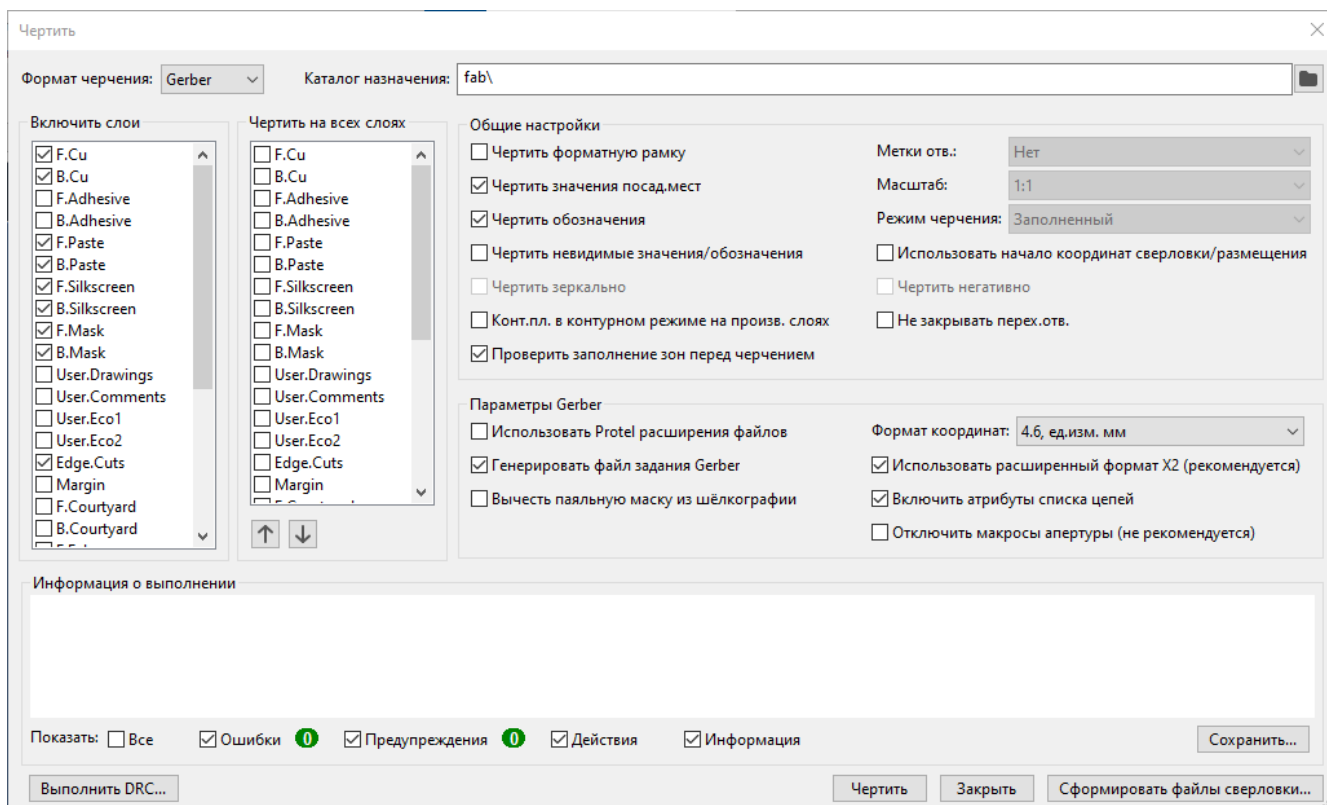 Чертить
Формат черчения: Gerber
Каталог назначения: fab\
Включить слои
F.Cu
B.Cu
F.Adhesive
B.Adhesive
F.Paste
B.Paste
F.Silkscreen
B.Silkscreen
F.Mask
B.Mask
User.Drawings
User.Comments
User.Eco1
User.Eco2
Edge.Cuts
Margin
F.Courtyard
B.Courtyard
Чертить на всех слоях
F.Cu
B.Cu
F.Adhesive
B.Adhesive
F.Paste
B.Paste
F.Silkscreen
B.Silkscreen
F.Mask
B.Mask
User.Drawings
User.Comments
User.Eco1
User.Eco2
Edge.Cuts
Margin
Общие настройки
Чертить форматную рамку
Чертить значения посад.мест
Чертить обозначения
Чертить невидимые значения/обозначения
Чертить зеркально
Конт.пл. в контурном режиме на произв. слоях
Проверить заполнение зон перед черчением
Метки отв.: Нет
Масштаб: 1:1
Режим черчения: Заполненный
Использовать начало координат сверловки/размещения
Чертить негативно
Не закрывать перех.отв.
Параметры Gerber
Использовать Protel расширения файлов
Генерировать файл задания Gerber
Вычесть паяльную маску из шёлкографии
Формат координат: 4.6, ед.изм. мм
Использовать расширенный формат X2 (рекомендуется)
Включить атрибуты списка цепей
Отключить макросы апертуры (не рекомендуется)
Информация о выполнении
Показать: Все Ошибки 0 Предупреждения 0 Действия Информация Сохранить...
Выполнить DRC... Чертить Закрыть Сформировать файлы сверловки...